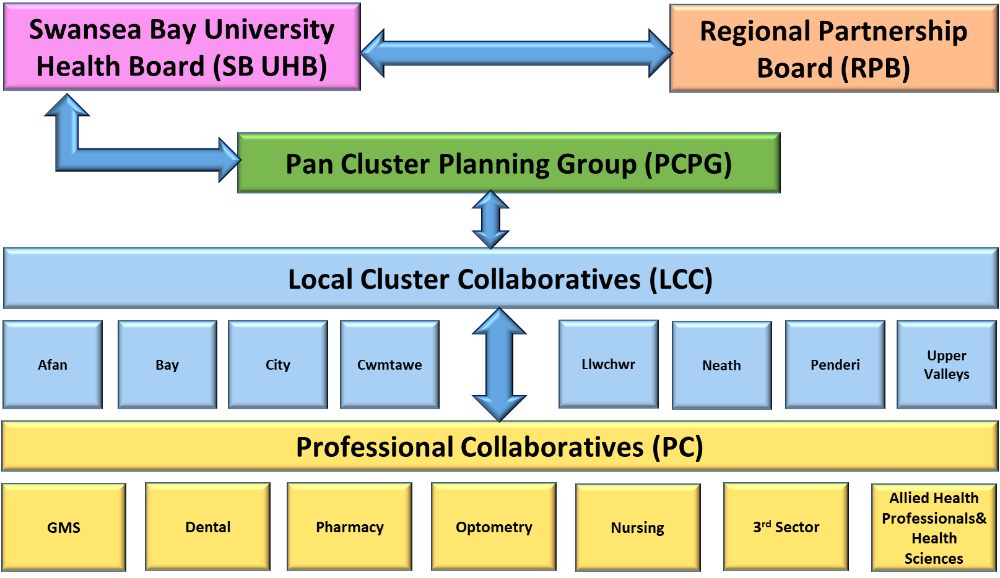 Swansea Bay University
Health Board (SB UHB)
Regional Partnership
Board (RPB)
Pan Cluster Planning Group (PCPG)
Local Cluster Collaboratives (LCC)
Afan
Bay
City
Cwmtawe
Llwchwr
Neath
Penderi
Upper
Valleys
Professional Collaboratives (PC)
GMS
Dental
Pharmacy
Optometry
Nursing
3rd Sector
Allied Health
Professionals&
Health
Sciences